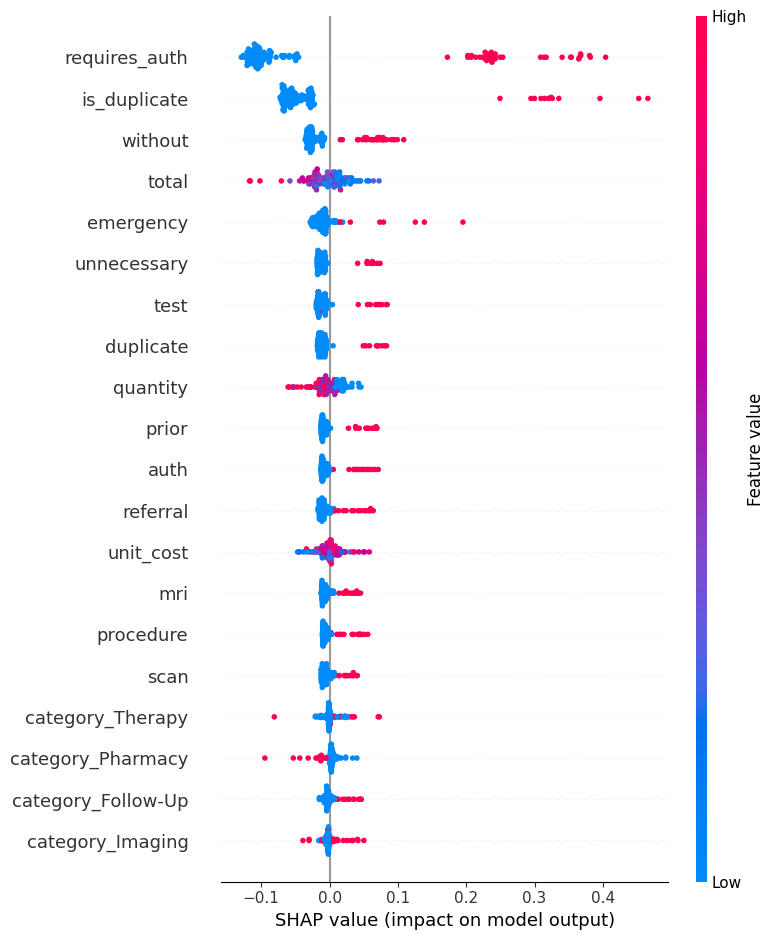 High
requires_auth
is_duplicate
without
total
emergency
unnecessary
test
duplicate
quantity
prior
auth
referral
unit_cost
mri
procedure
scan
category_Therapy
category_Pharmacy
category_Follow-Up
category_Imaging
Feature value
Low
−0.1 0.0 0.1 0.2 0.3 0.4
SHAP value (impact on model output)